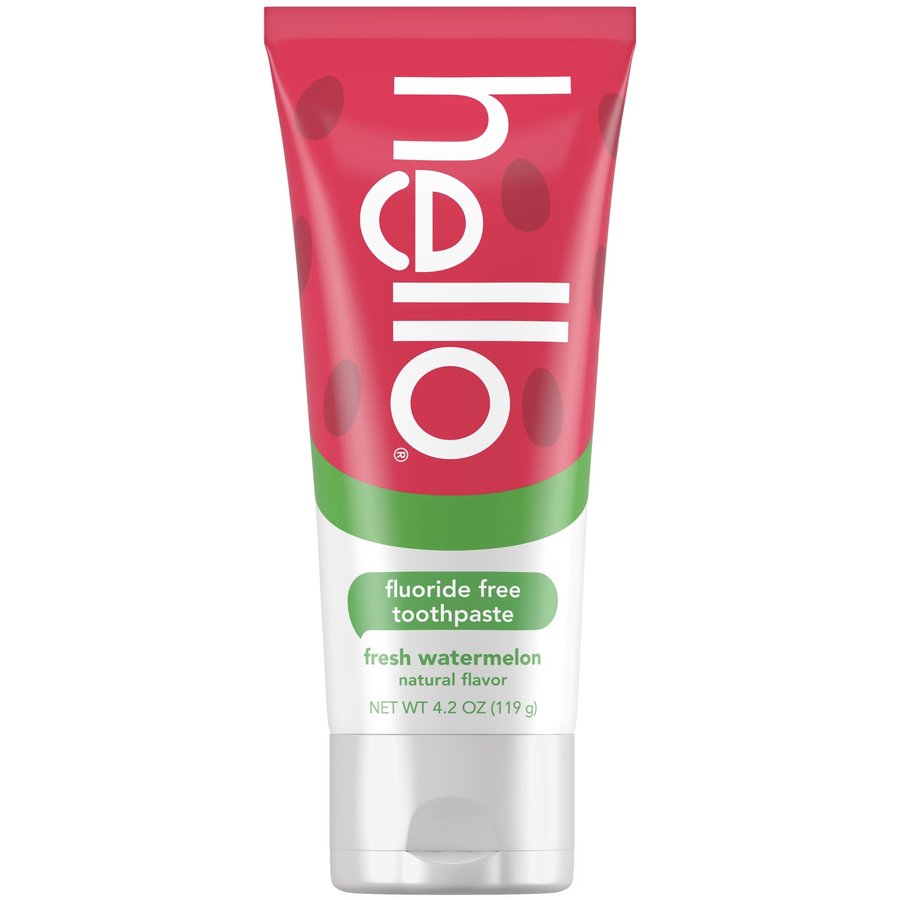 hello®
fluoride free
toothpaste
fresh watermelon
natural flavor
NET WT 4.2 OZ (119 g)